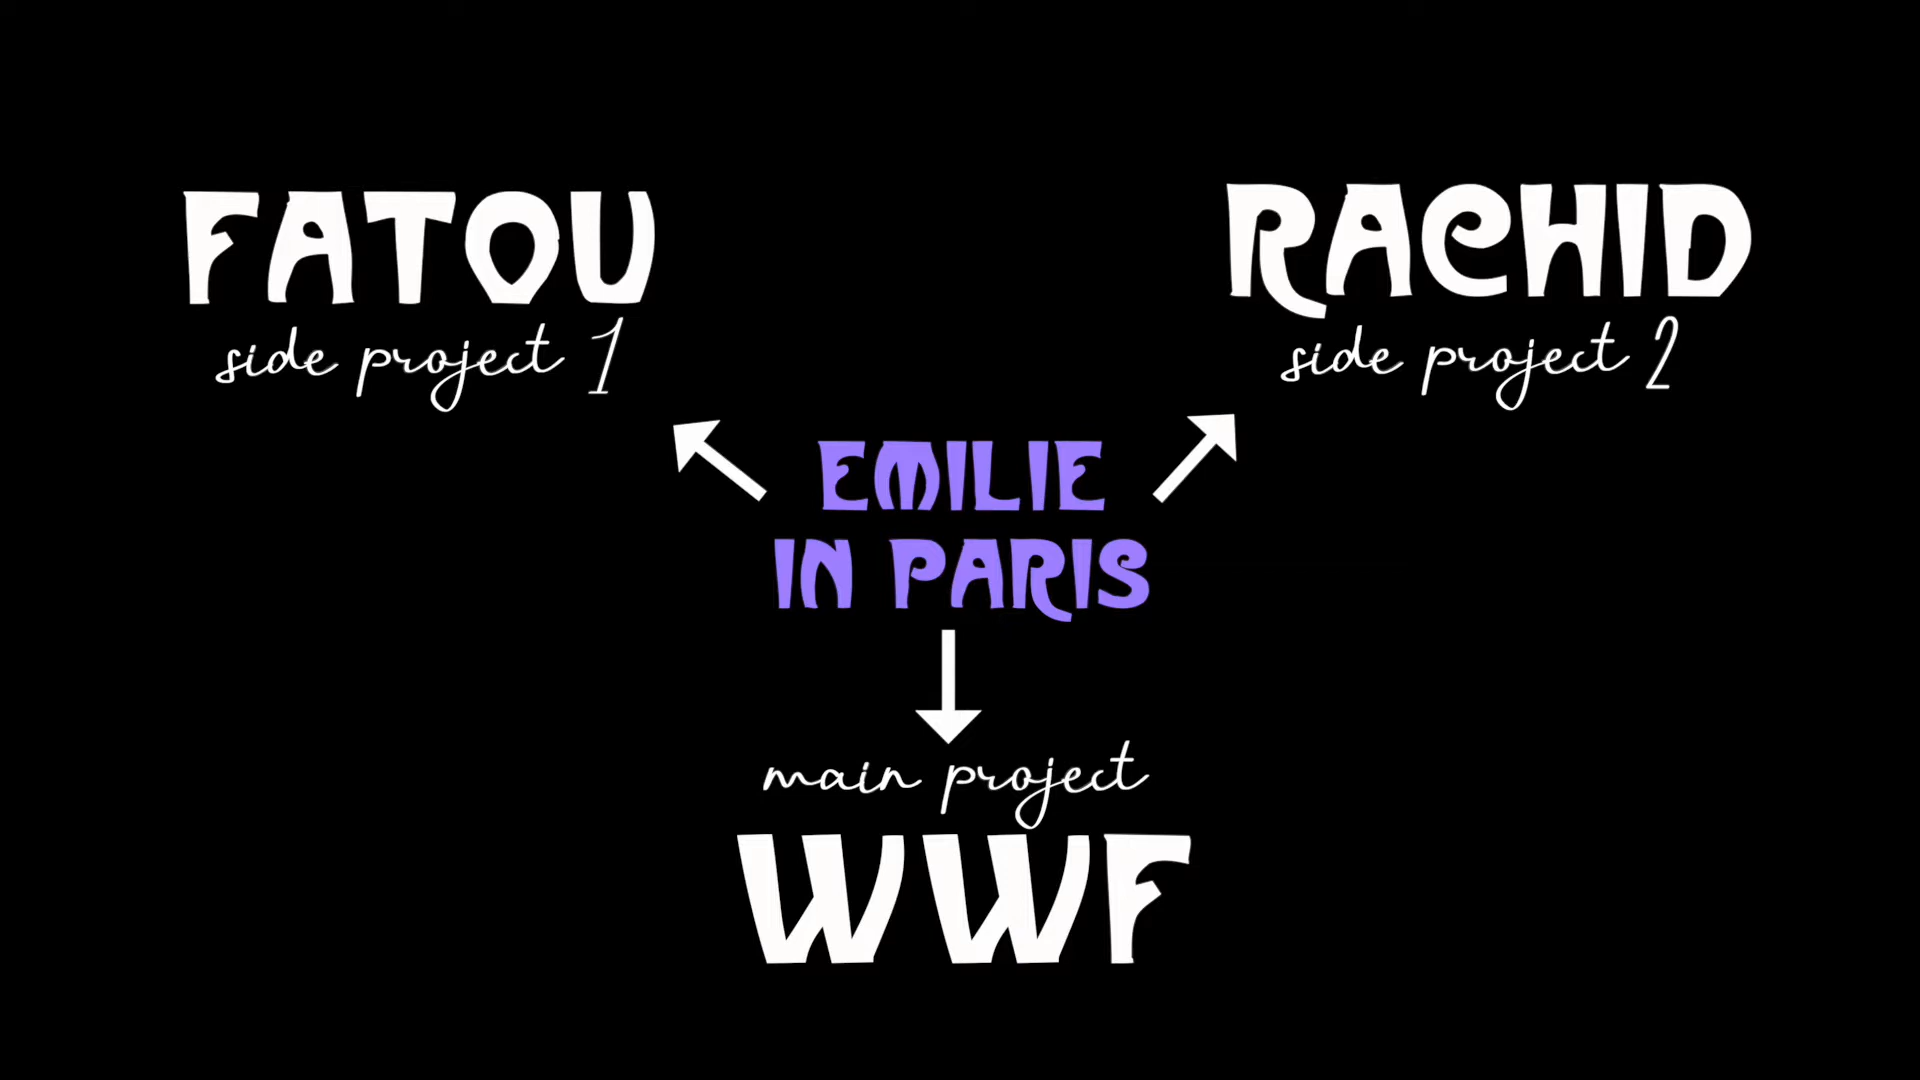 FATOU
side project 1
RACHID
side project 2
EMILIE
IN PARIS
main project
WWF